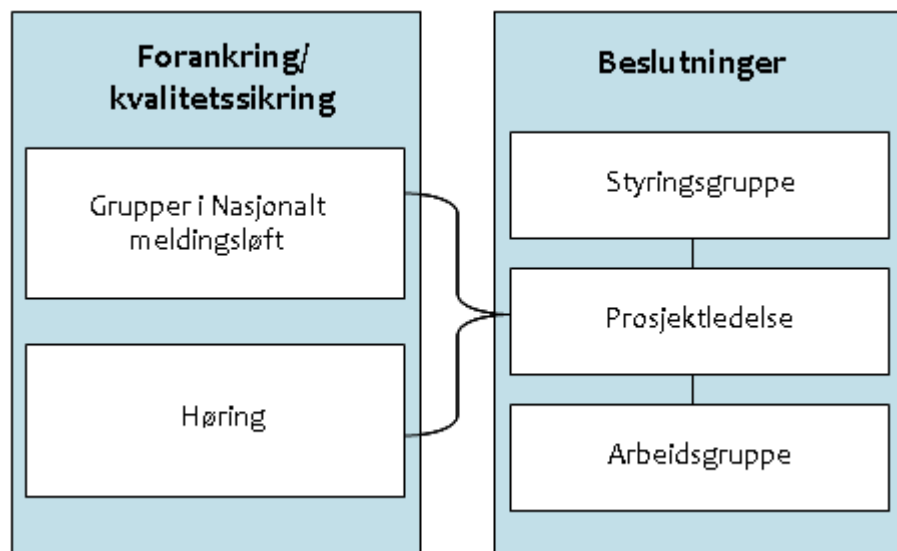 Forankring/
kvalitetssikring
Grupper i Nasjonalt
meldingsløft
Høring
Beslutninger
Styringsgruppe
Prosjektledelse
Arbeidsgruppe